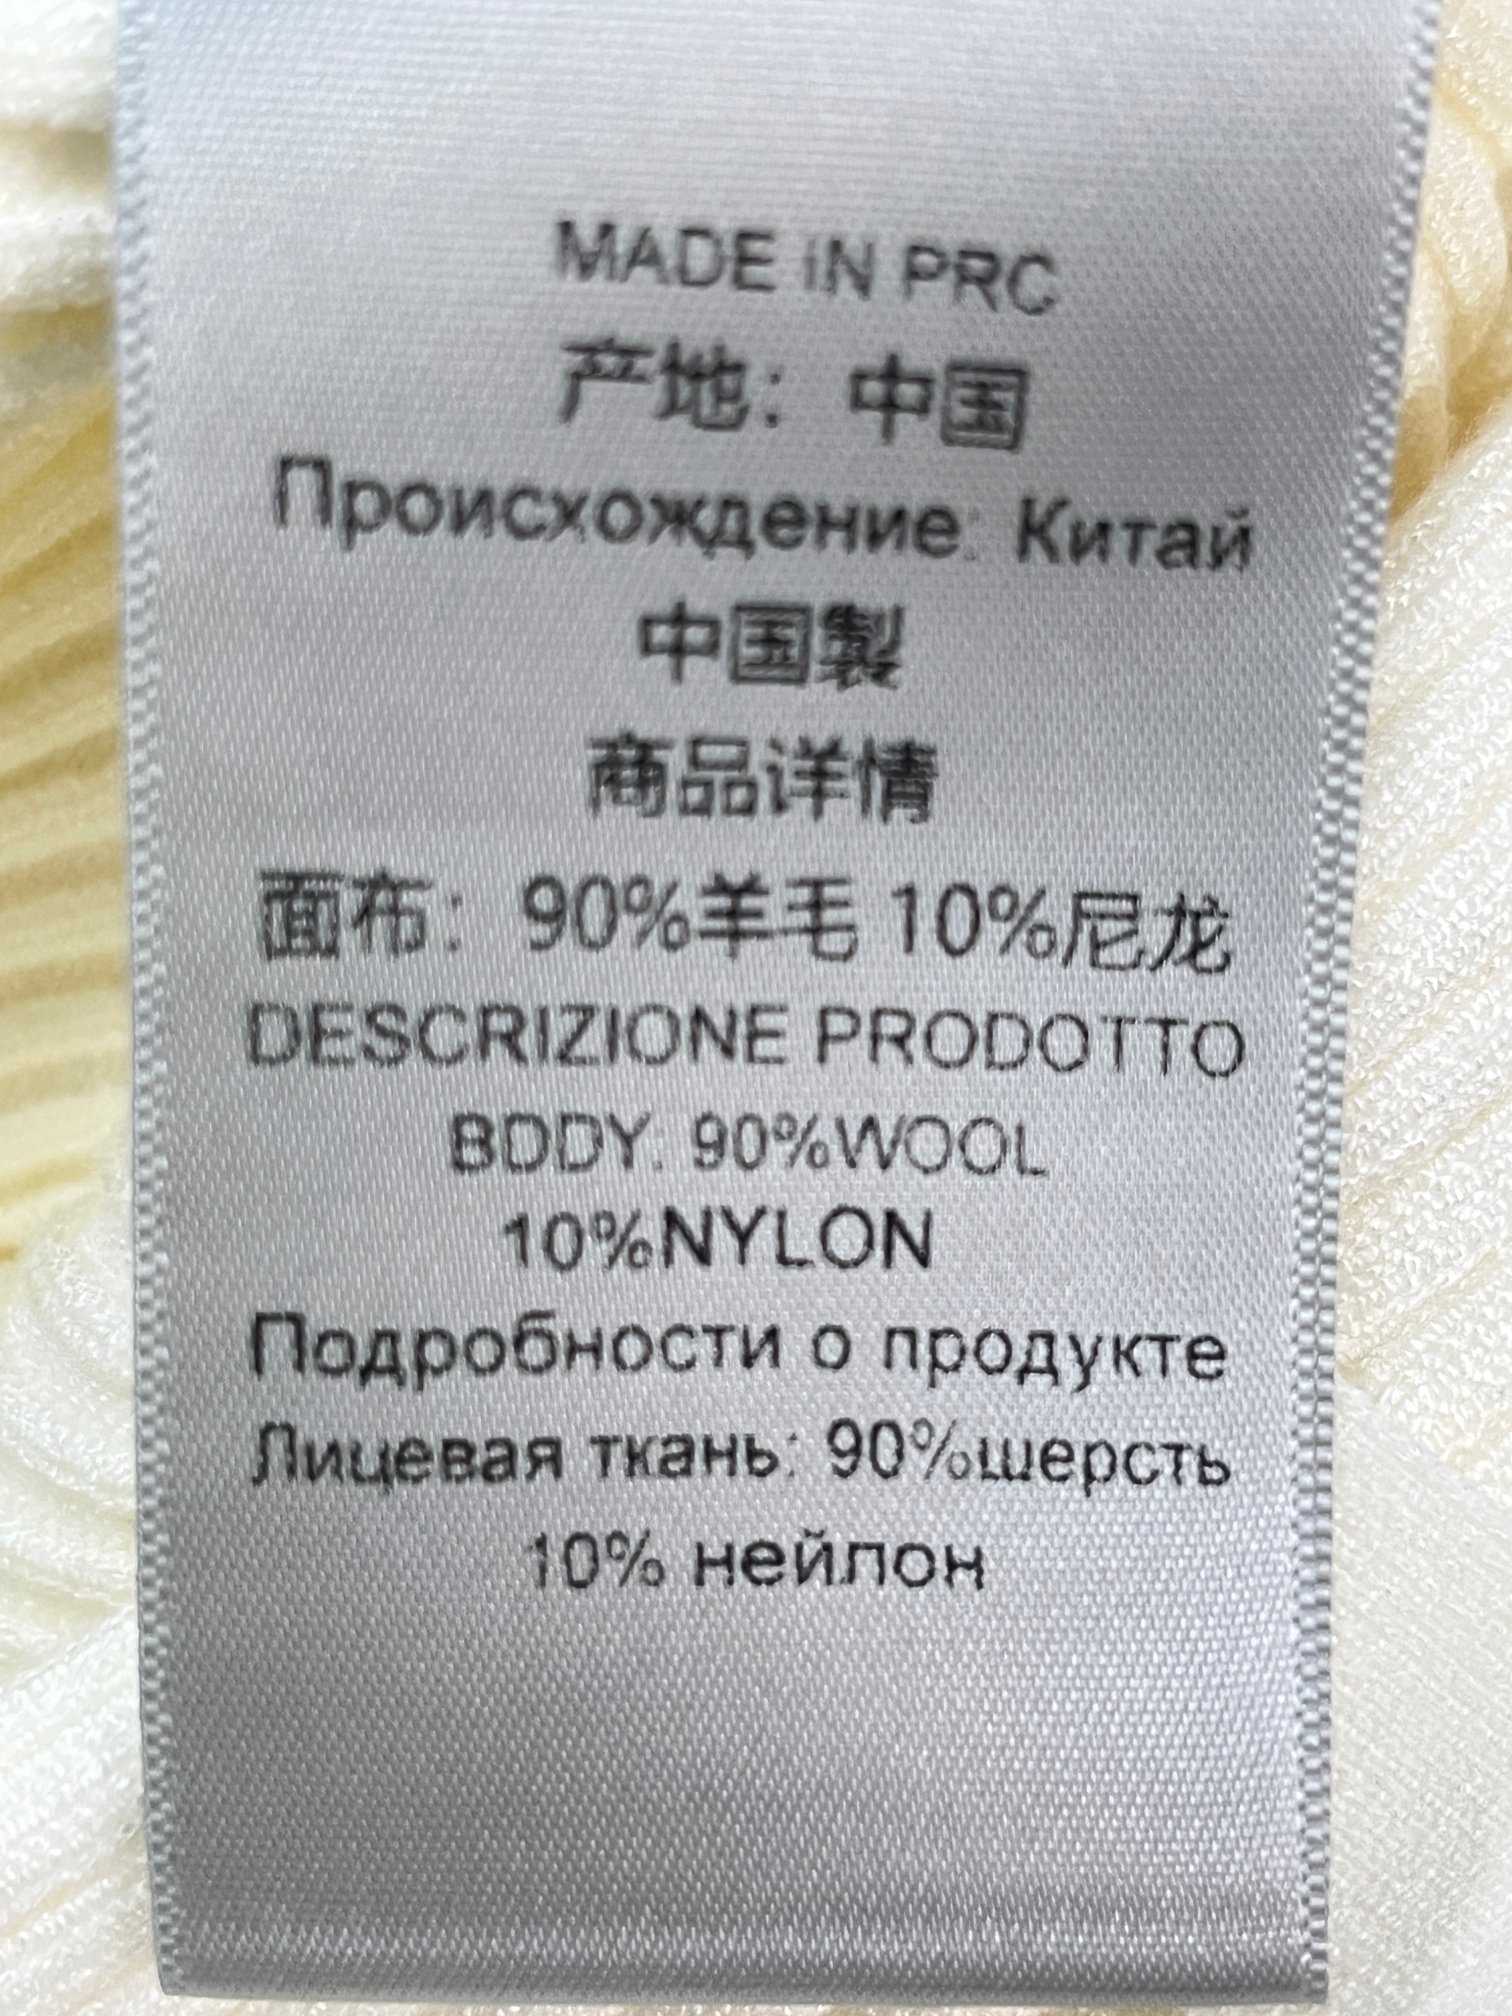 MADE iN PRC
产地：中国
Происхождение: Китай
中国製
商品详情
面布：90%羊毛 10%尼龙
DESCRIZIONE PRODOTTO
BDDY: 90%WOOL
10%NYLON
Подробности о продукте
Лицевая ткань: 90%шерсть
10% нейлон